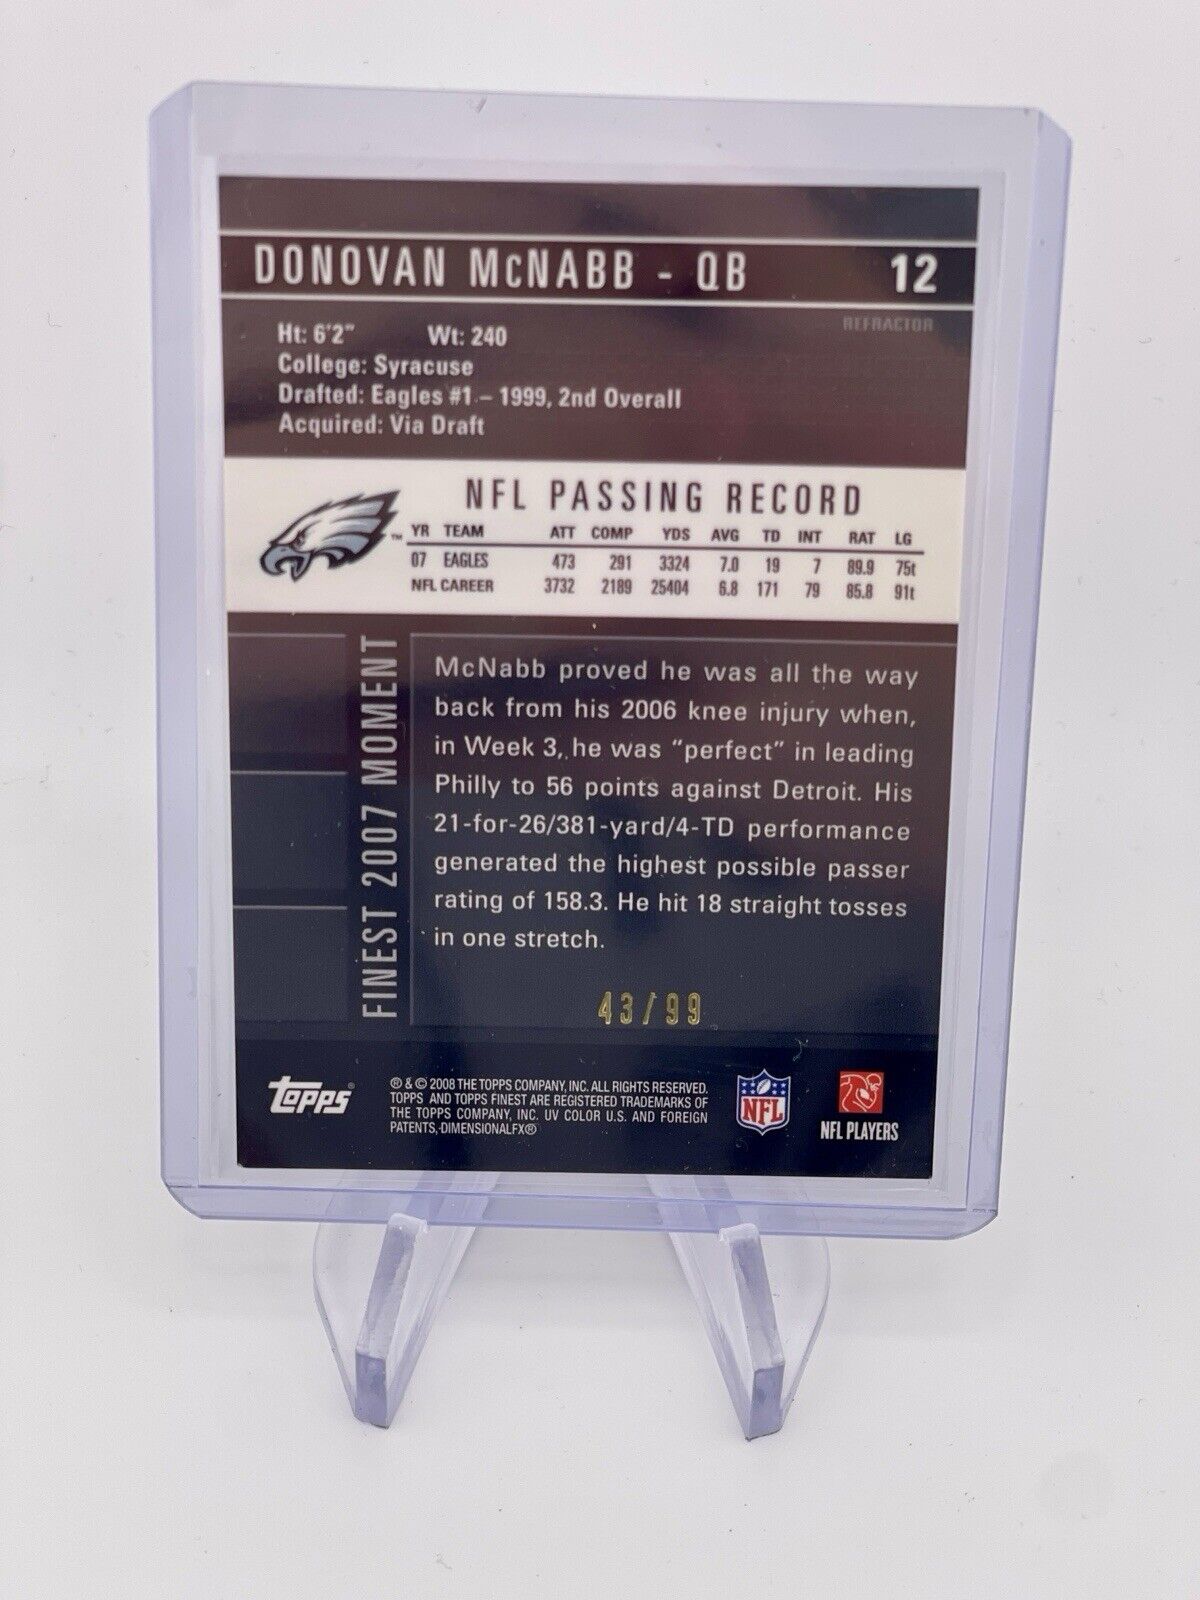 DONOVAN McNABB - QB 12
REFRACTOR
Ht: 6'2" Wt: 240
College: Syracuse
Drafted: Eagles #1 – 1999, 2nd Overall
Acquired: Via Draft
NFL PASSING RECORD
YR TEAM ATT COMP YDS AVG TD INT RAT LG
07 EAGLES 473 291 3324 7.0 19 7 89.9 75t
NFL CAREER 3732 2189 25404 6.8 171 79 85.8 91t
™
FINEST 2007 MOMENT
McNabb proved he was all the way
back from his 2006 knee injury when,
in Week 3, he was "perfect" in leading
Philly to 56 points against Detroit. His
21-for-26/381-yard/4-TD performance
generated the highest possible passer
rating of 158.3. He hit 18 straight tosses
in one stretch.
43/99
topps®
® & © 2008 THE TOPPS COMPANY, INC. ALL RIGHTS RESERVED.
TOPPS AND TOPPS FINEST ARE REGISTERED TRADEMARKS OF
THE TOPPS COMPANY, INC. UV COLOR U.S. AND FOREIGN
PATENTS, DIMENSIONALFX®
NFL
NFL PLAYERS